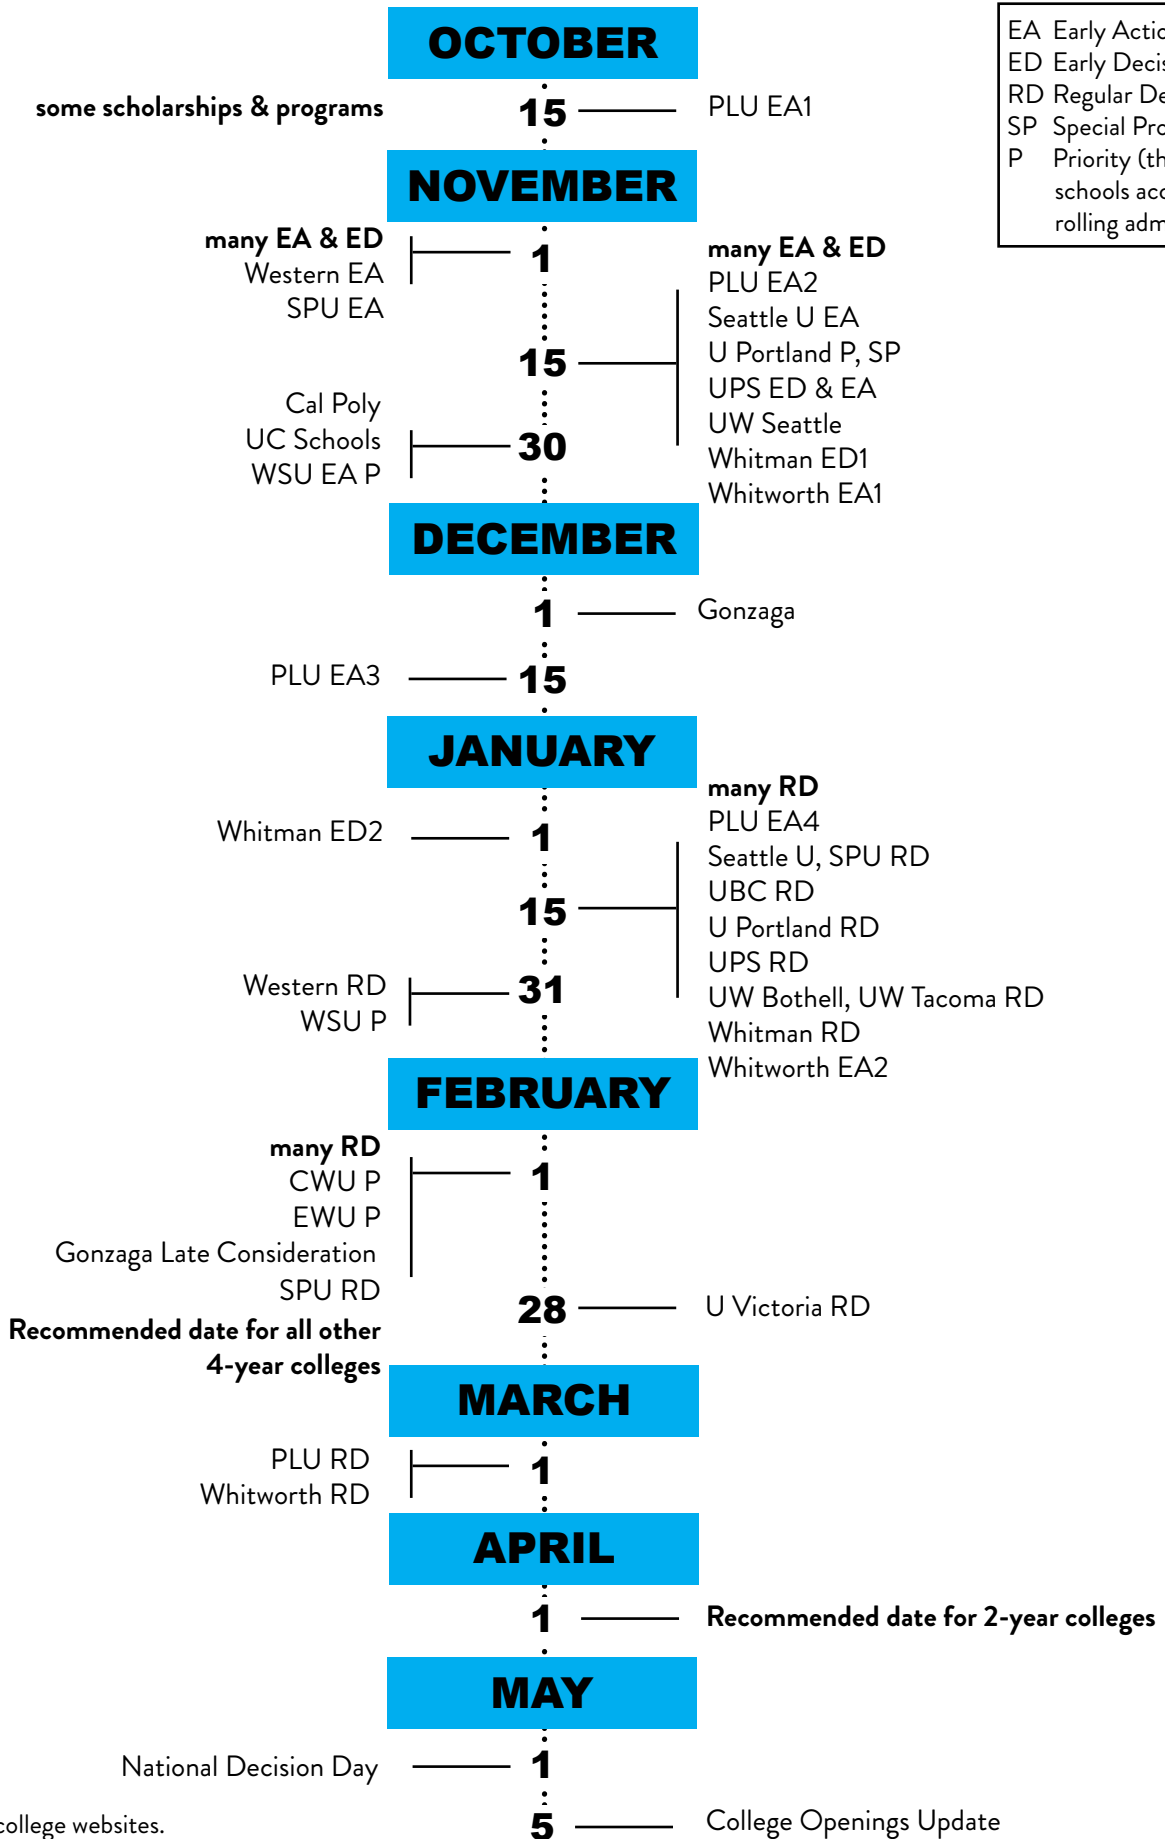 OCTOBER
EA Early
ED Early
RD Regular
SP Special
P Priority
schools
rolling
some scholarships & programs
15
PLU EA1
NOVEMBER
many EA & ED
Western EA
SPU EA
1
many EA & ED
PLU EA2
Seattle U EA
U Portland P, SP
UPS ED & EA
UW Seattle
Whitman ED1
Whitworth EA1
15
Cal Poly
UC Schools
WSU EA P
30
DECEMBER
1
Gonzaga
PLU EA3
15
JANUARY
Whitman ED2
1
many RD
PLU EA4
Seattle U, SPU RD
UBC RD
U Portland RD
UPS RD
UW Bothell, UW Tacoma RD
Whitman RD
Whitworth EA2
15
Western RD
WSU P
31
FEBRUARY
many RD
CWU P
EWU P
Gonzaga Late Consideration
SPU RD
Recommended date for all other
4-year colleges
1
28
U Victoria RD
MARCH
PLU RD
Whitworth RD
1
APRIL
1
Recommended date for 2-year colleges
MAY
National Decision Day
1
college websites.
5
College Openings Update